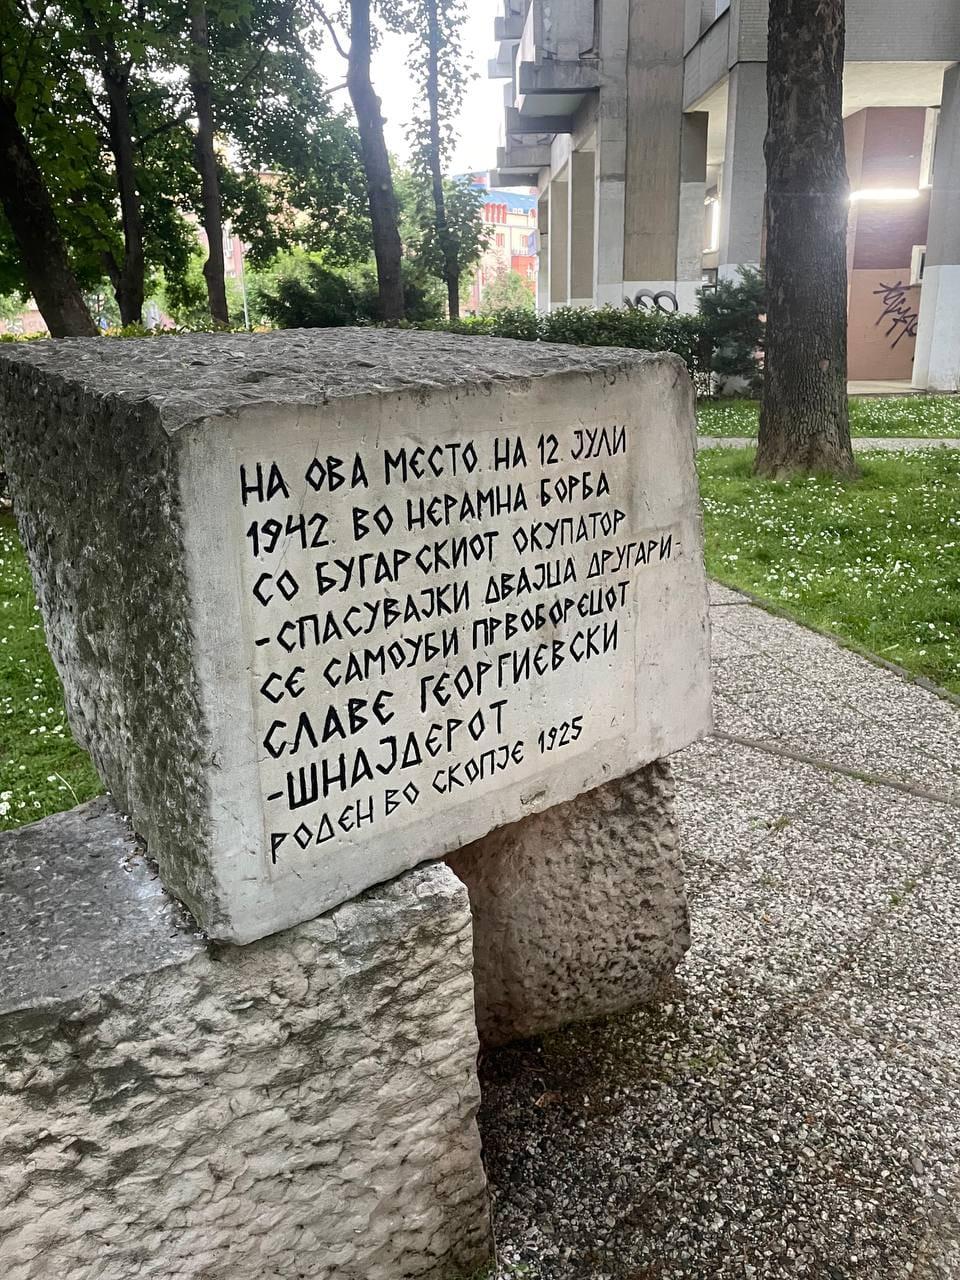 НА ОВА МЕСТО НА 12 ЈУЛИ
1942 ВО НЕРАМНА БОРБА
СО БУГАРСКИОТ ОКУПАТОР
-СПАСУВАЈКИ ДВАЈЦА ДРУГАРИ-
СЕ САМОУБИ ПРВОБОРЕЦОТ
СЛАВЕ ГЕОРГИЕВСКИ
-ШНАЈДЕРОТ
РОДЕН ВО СКОПЈЕ 1925